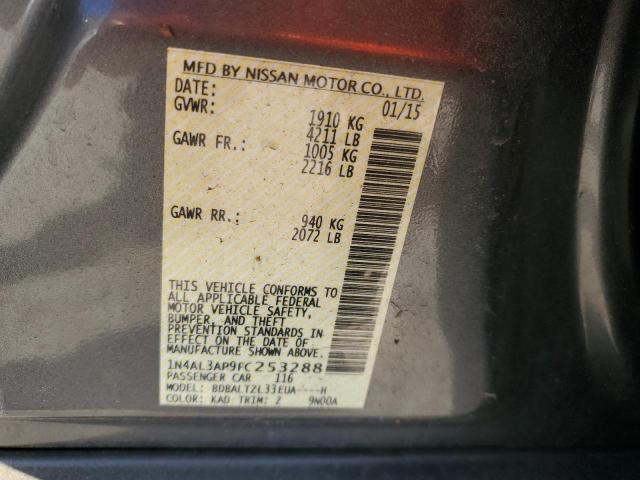 MFD BY NISSAN MOTOR CO., LTD.
DATE: 01/15
GVWR: 1910 KG
4211 LB
GAWR FR.: 1005 KG
2216 LB
GAWR RR.: 940 KG
2072 LB
THIS VEHICLE CONFORMS TO
ALL APPLICABLE FEDERAL
MOTOR VEHICLE SAFETY,
BUMPER, AND THEFT
PREVENTION STANDARDS IN
EFFECT ON THE DATE OF
MANUFACTURE SHOWN ABOVE.
1N4AL3AP9FC253288
PASSENGER CAR 116
MODEL: BDBALTZL33EUA----H
COLOR: KAD TRIM: Z 9N00A